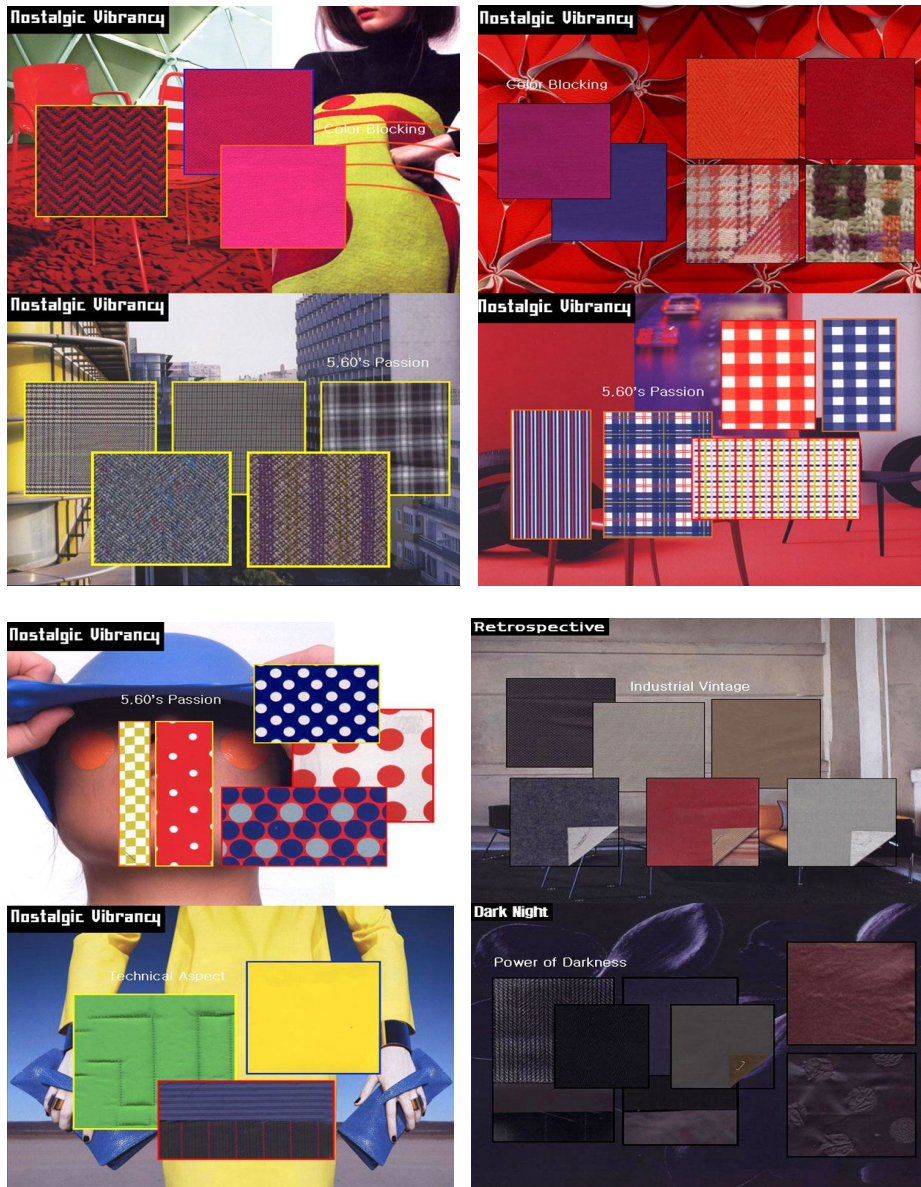 Nostalgic Vibrancy
Color Blocking
Nostalgic Vibrancy
Color Blocking
Nostalgic Vibrancy
5,60's Passion
Nostalgic Vibrancy
5,60's Passion
Nostalgic Vibrancy
5,60's Passion
Retrospective
Industrial Vintage
Nostalgic Vibrancy
Technical Aspect
Dark Night
Power of Darkness